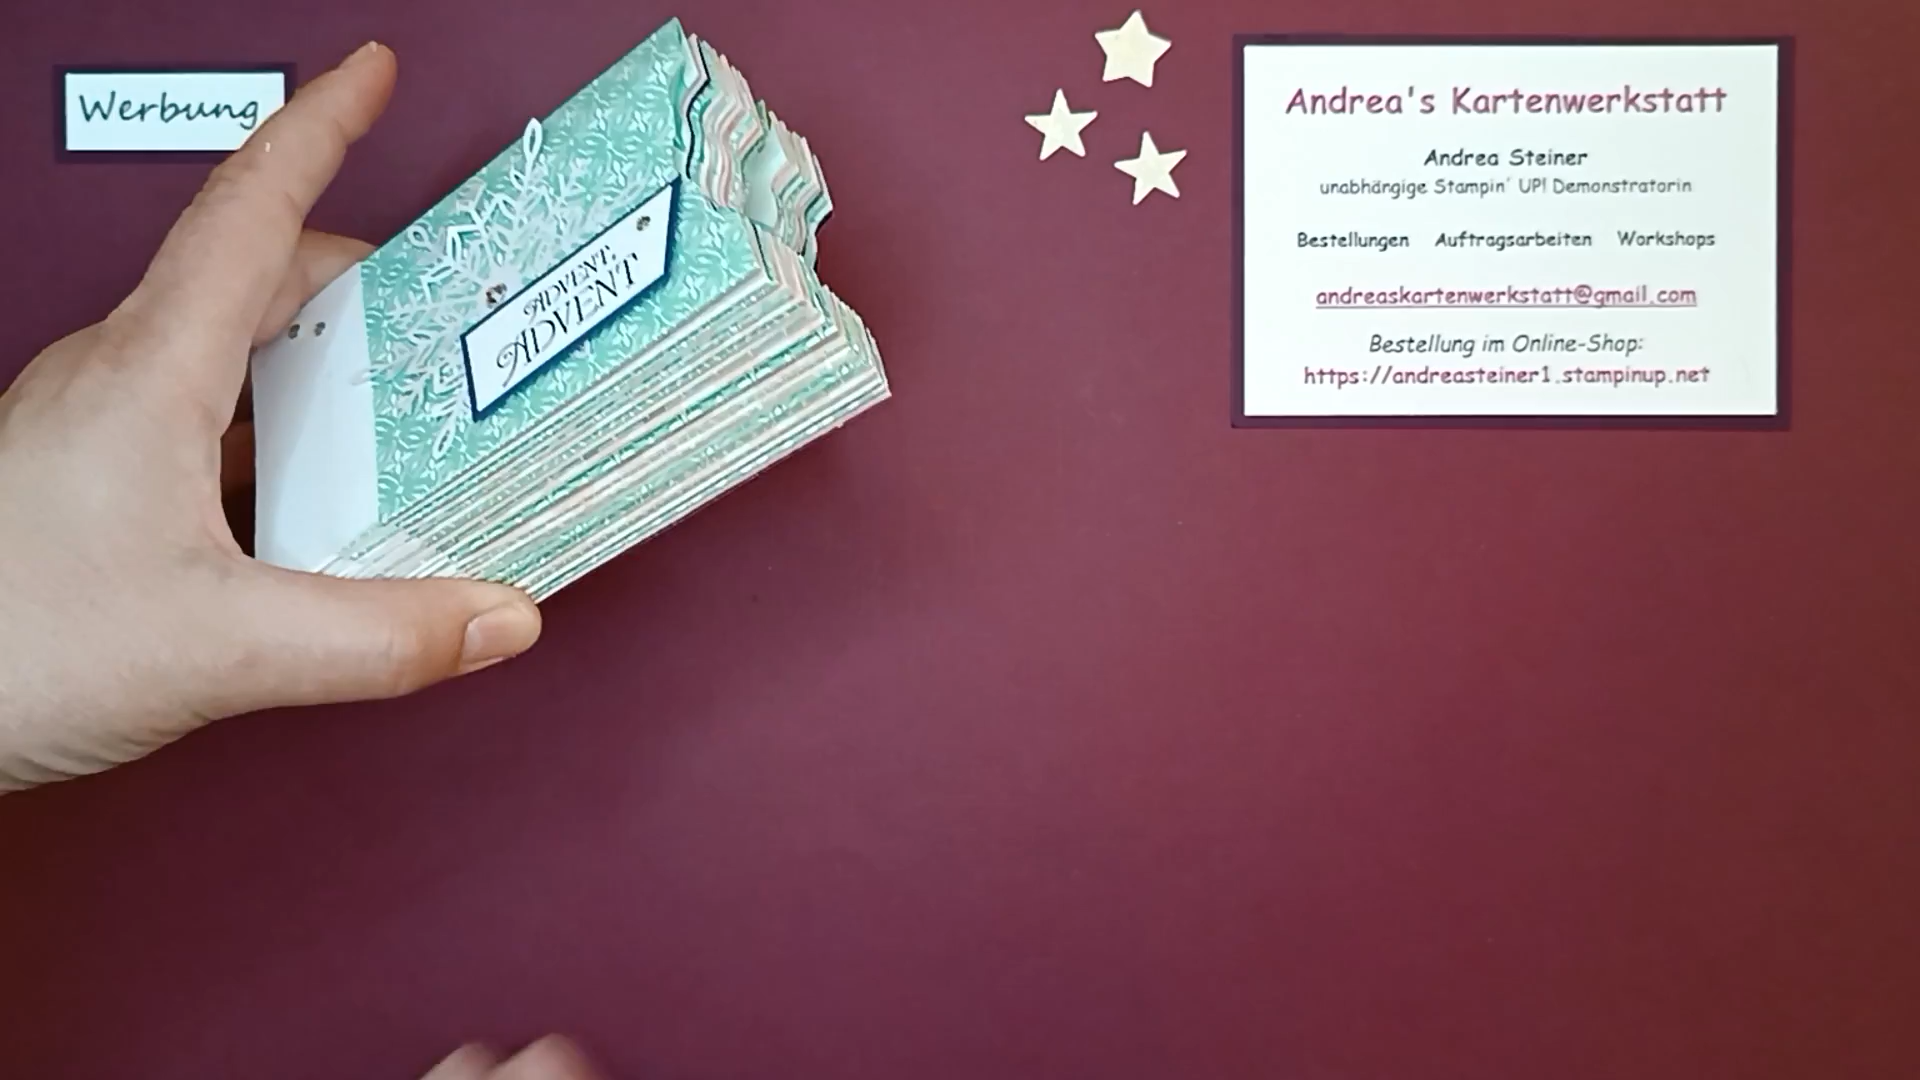 Werbung
ADVENT,
ADVENT
Andrea's Kartenwerkstatt
Andrea Steiner
unabhängige Stampin' UP! Demonstratorin
Bestellungen Auftragsarbeiten Workshops
andreaskartenwerkstatt@gmail.com
Bestellung im Online-Shop:
https://andreasteiner1.stampinup.net